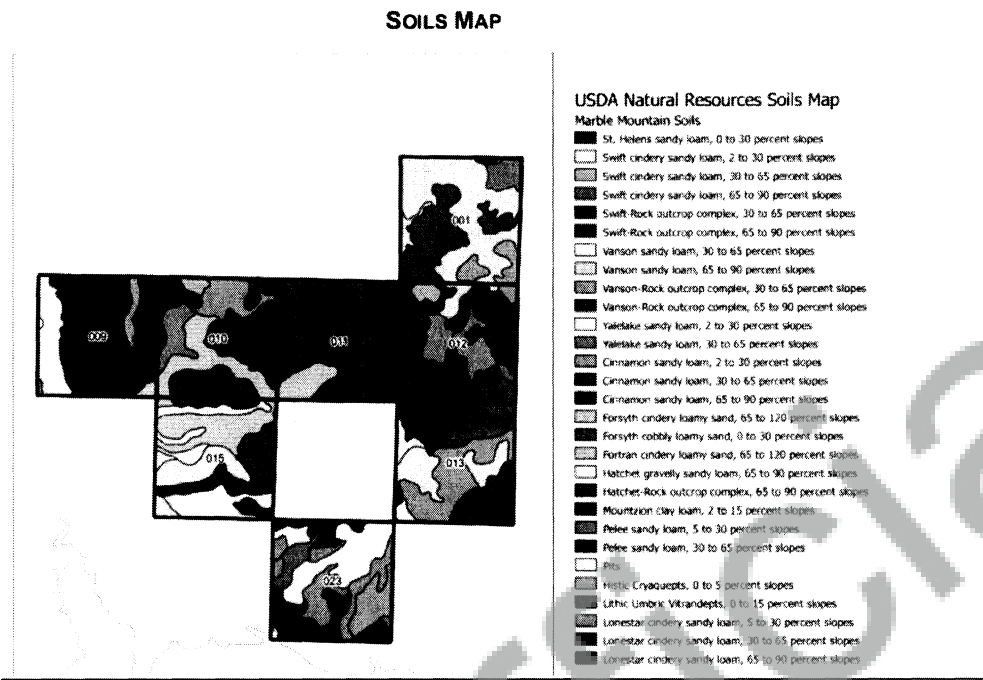 SOILS MAP
USDA Natural Resources Soils Map
Marble Mountain Soils
St. Helens sandy loam, 0 to 30 percent slopes
Swift cindery sandy loam, 2 to 30 percent slopes
Swift cindery sandy loam, 30 to 65 percent slopes
Swift cindery sandy loam, 65 to 90 percent slopes
Swift-Rock outcrop complex, 30 to 65 percent slopes
Swift-Rock outcrop complex, 65 to 90 percent slopes
Vanson sandy loam, 30 to 65 percent slopes
Vanson sandy loam, 65 to 90 percent slopes
Vanson-Rock outcrop complex, 30 to 65 percent slopes
Vanson-Rock outcrop complex, 65 to 90 percent slopes
Yalelake sandy loam, 2 to 30 percent slopes
Yalelake sandy loam, 30 to 65 percent slopes
Cinnamon sandy loam, 2 to 30 percent slopes
Cinnamon sandy loam, 30 to 65 percent slopes
Cinnamon sandy loam, 65 to 90 percent slopes
Forsyth cindery loamy sand, 65 to 120 percent slopes
Forsyth cobbly loamy sand, 0 to 30 percent slopes
Fortran cindery loamy sand, 65 to 120 percent slopes
Hatchet gravelly sandy loam, 65 to 90 percent slopes
Hatchet-Rock outcrop complex, 65 to 90 percent slopes
Mountzion clay loam, 2 to 15 percent slopes
Pelee sandy loam, 5 to 30 percent slopes
Pelee sandy loam, 30 to 65 percent slopes
Pits
Histic Cryaquepts, 0 to 5 percent slopes
Lithic Umbric Vitrandepts, 0 to 15 percent slopes
Lonestar cindery sandy loam, 5 to 30 percent slopes
Lonestar cindery sandy loam, 30 to 65 percent slopes
Lonestar cindery sandy loam, 65 to 90 percent slopes
001
009
010
011
012
015
013
023